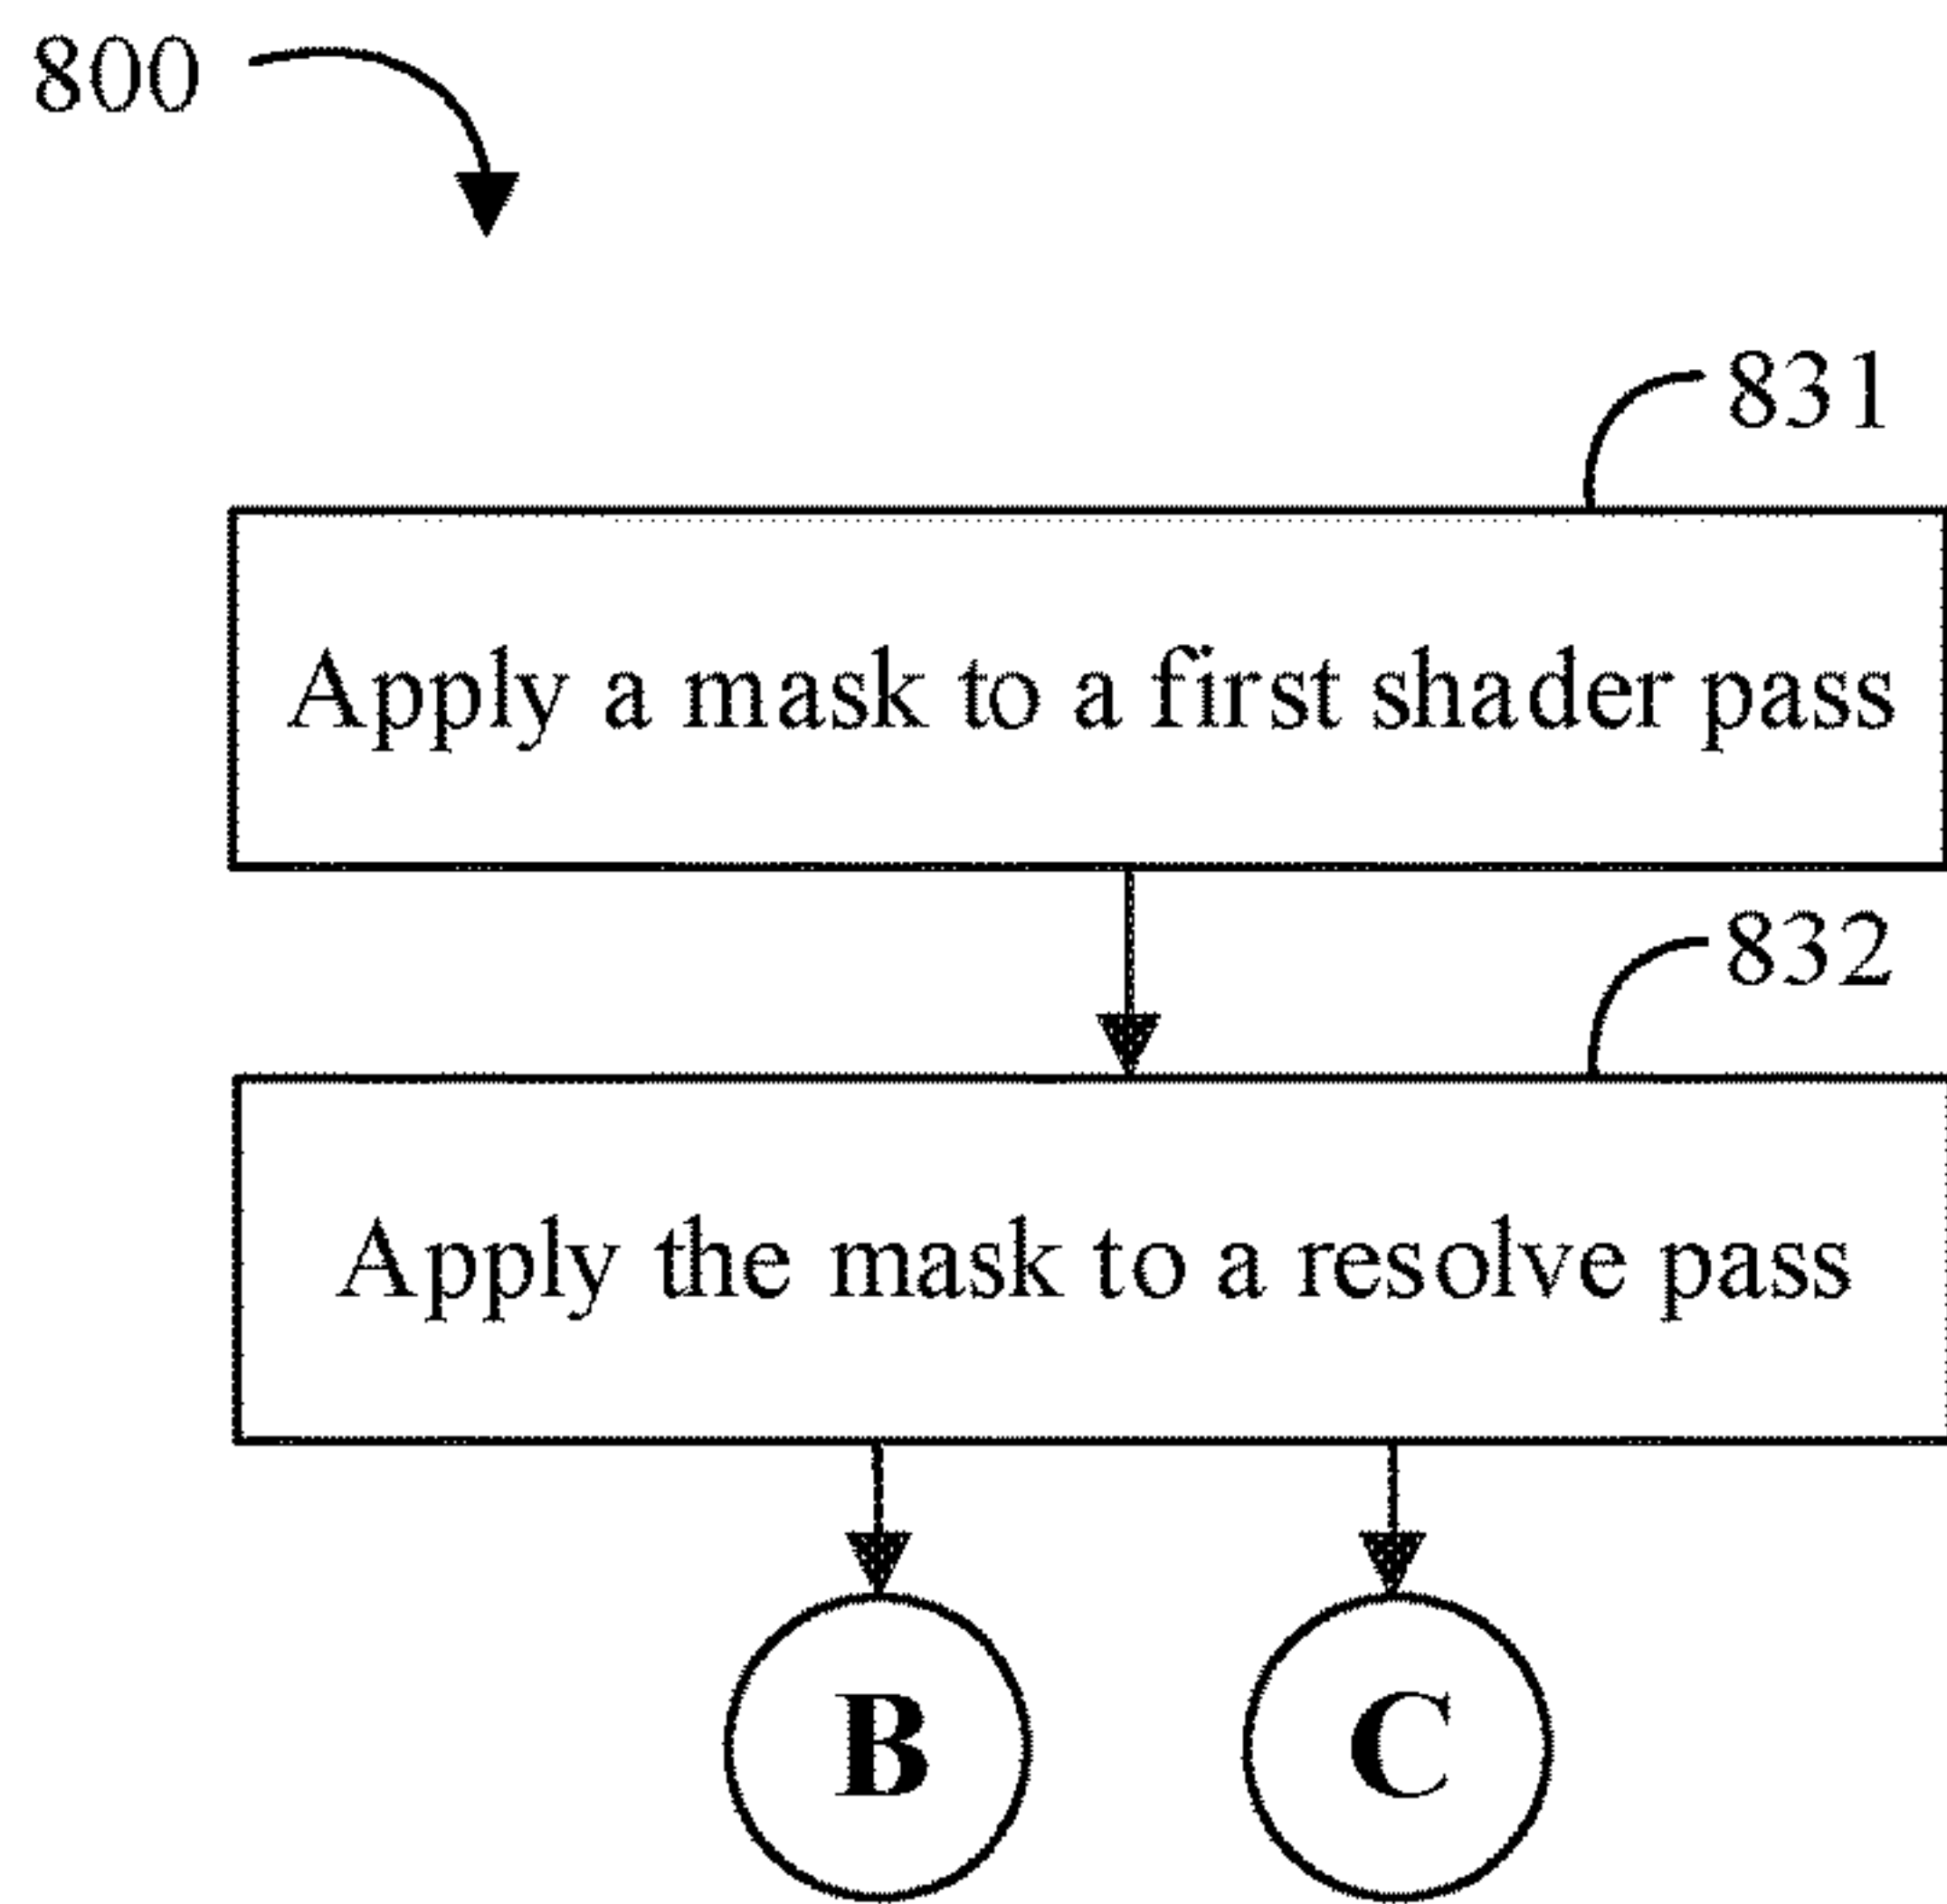 800
831
Apply a mask to a first shader pass
832
Apply the mask to a resolve pass
B
C